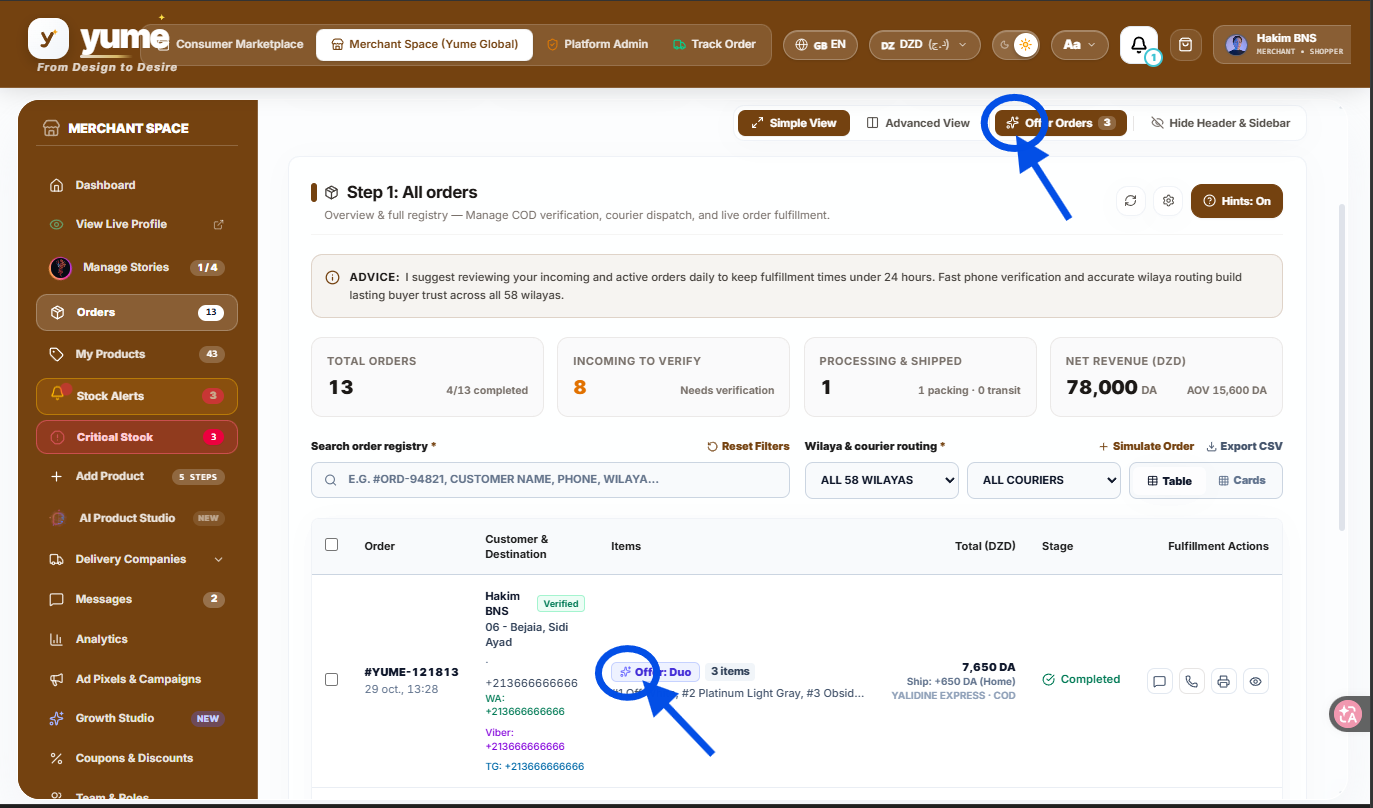 y yume
From Design to Desire
Consumer Marketplace
Merchant Space (Yume Global)
Platform Admin
Track Order
GB EN
DZ DZD (د.ج)
Aa
1
Hakim BNS
MERCHANT • SHOPPER
MERCHANT SPACE
Dashboard
View Live Profile
Manage Stories 1/4
Orders 13
My Products 43
Stock Alerts 3
Critical Stock 3
Add Product 5 STEPS
AI Product Studio NEW
Delivery Companies
Messages 2
Analytics
Ad Pixels & Campaigns
Growth Studio NEW
Coupons & Discounts
Team & Roles
Simple View
Advanced View
Offer Orders 3
Hide Header & Sidebar
Step 1: All orders
Overview & full registry — Manage COD verification, courier dispatch, and live order fulfillment.
Hints: On
ADVICE: I suggest reviewing your incoming and active orders daily to keep fulfillment times under 24 hours. Fast phone verification and accurate wilaya routing build
lasting buyer trust across all 58 wilayas.
TOTAL ORDERS
13 4/13 completed
INCOMING TO VERIFY
8 Needs verification
PROCESSING & SHIPPED
1 1 packing · 0 transit
NET REVENUE (DZD)
78,000 DA AOV 15,600 DA
Search order registry *
Reset Filters
Wilaya & courier routing *
+ Simulate Order
Export CSV
E.G. #ORD-94821, CUSTOMER NAME, PHONE, WILAYA...
ALL 58 WILAYAS
ALL COURIERS
Table
Cards
Order
Customer &
Destination
Items
Total (DZD)
Stage
Fulfillment Actions
#YUME-121813
29 oct., 13:28
Hakim
BNS
Verified
06 - Bejaia, Sidi
Ayad
·
+213666666666
WA:
+213666666666
Viber:
+213666666666
TG: +213666666666
Offer: Duo
3 items
#2 Platinum Light Gray, #3 Obsid...
7,650 DA
Ship: +650 DA (Home)
YALIDINE EXPRESS · COD
Completed